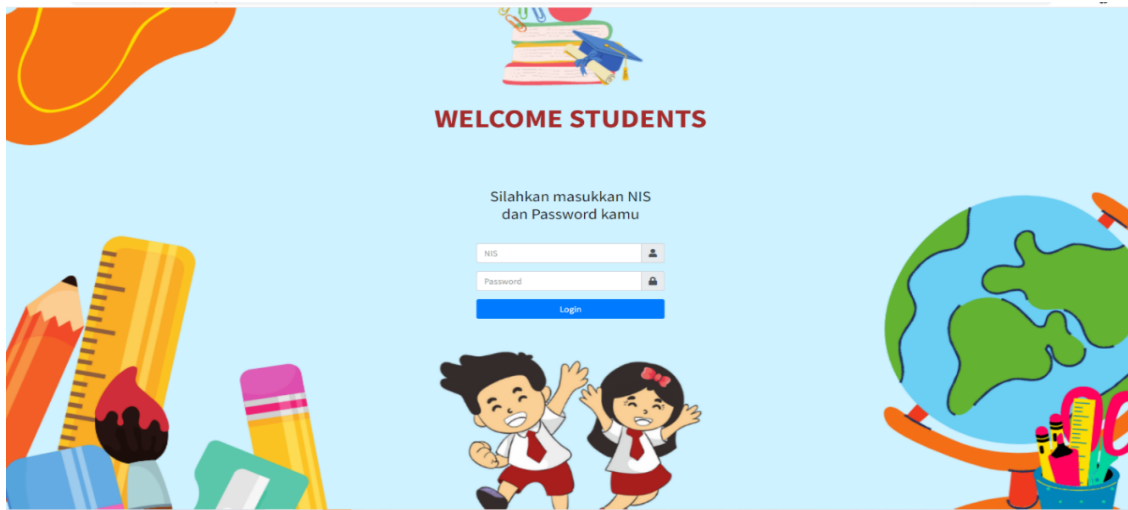 WELCOME STUDENTS
Silahkan masukkan NIS
dan Password kamu
NIS
Password
Login